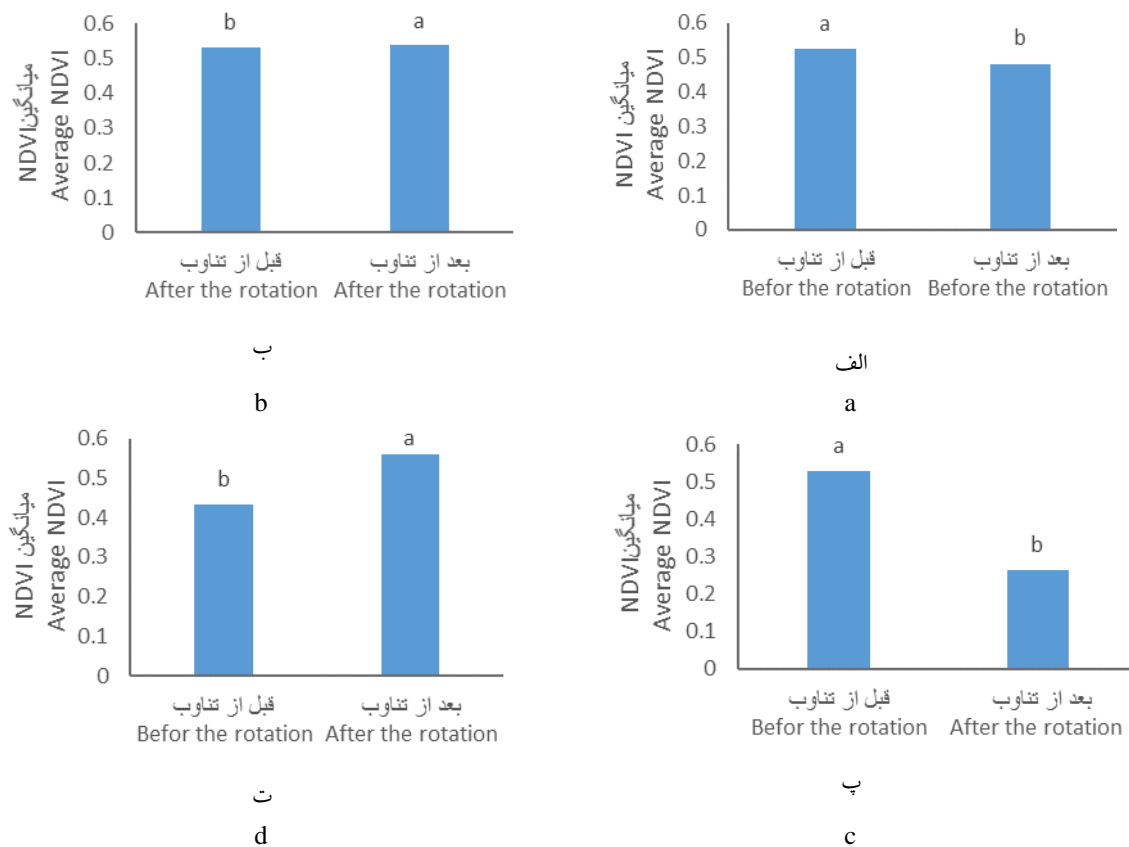 0.6
0.5
0.4
0.3
0.2
0.1
0
میانگین NDVI
Average NDVI
b
a
قبل از تناوب
After the rotation
بعد از تناوب
After the rotation
ب
b
0.6
0.5
0.4
0.3
0.2
0.1
0
میانگین NDVI
Average NDVI
a
b
قبل از تناوب
Befor the rotation
بعد از تناوب
Before the rotation
الف
a
0.6
0.5
0.4
0.3
0.2
0.1
0
میانگین NDVI
Average NDVI
b
a
قبل از تناوب
Befor the rotation
بعد از تناوب
After the rotation
ت
d
0.6
0.5
0.4
0.3
0.2
0.1
0
میانگینNDVI
Average NDVI
a
b
قبل از تناوب
Befor the rotation
بعد از تناوب
After the rotation
پ
c